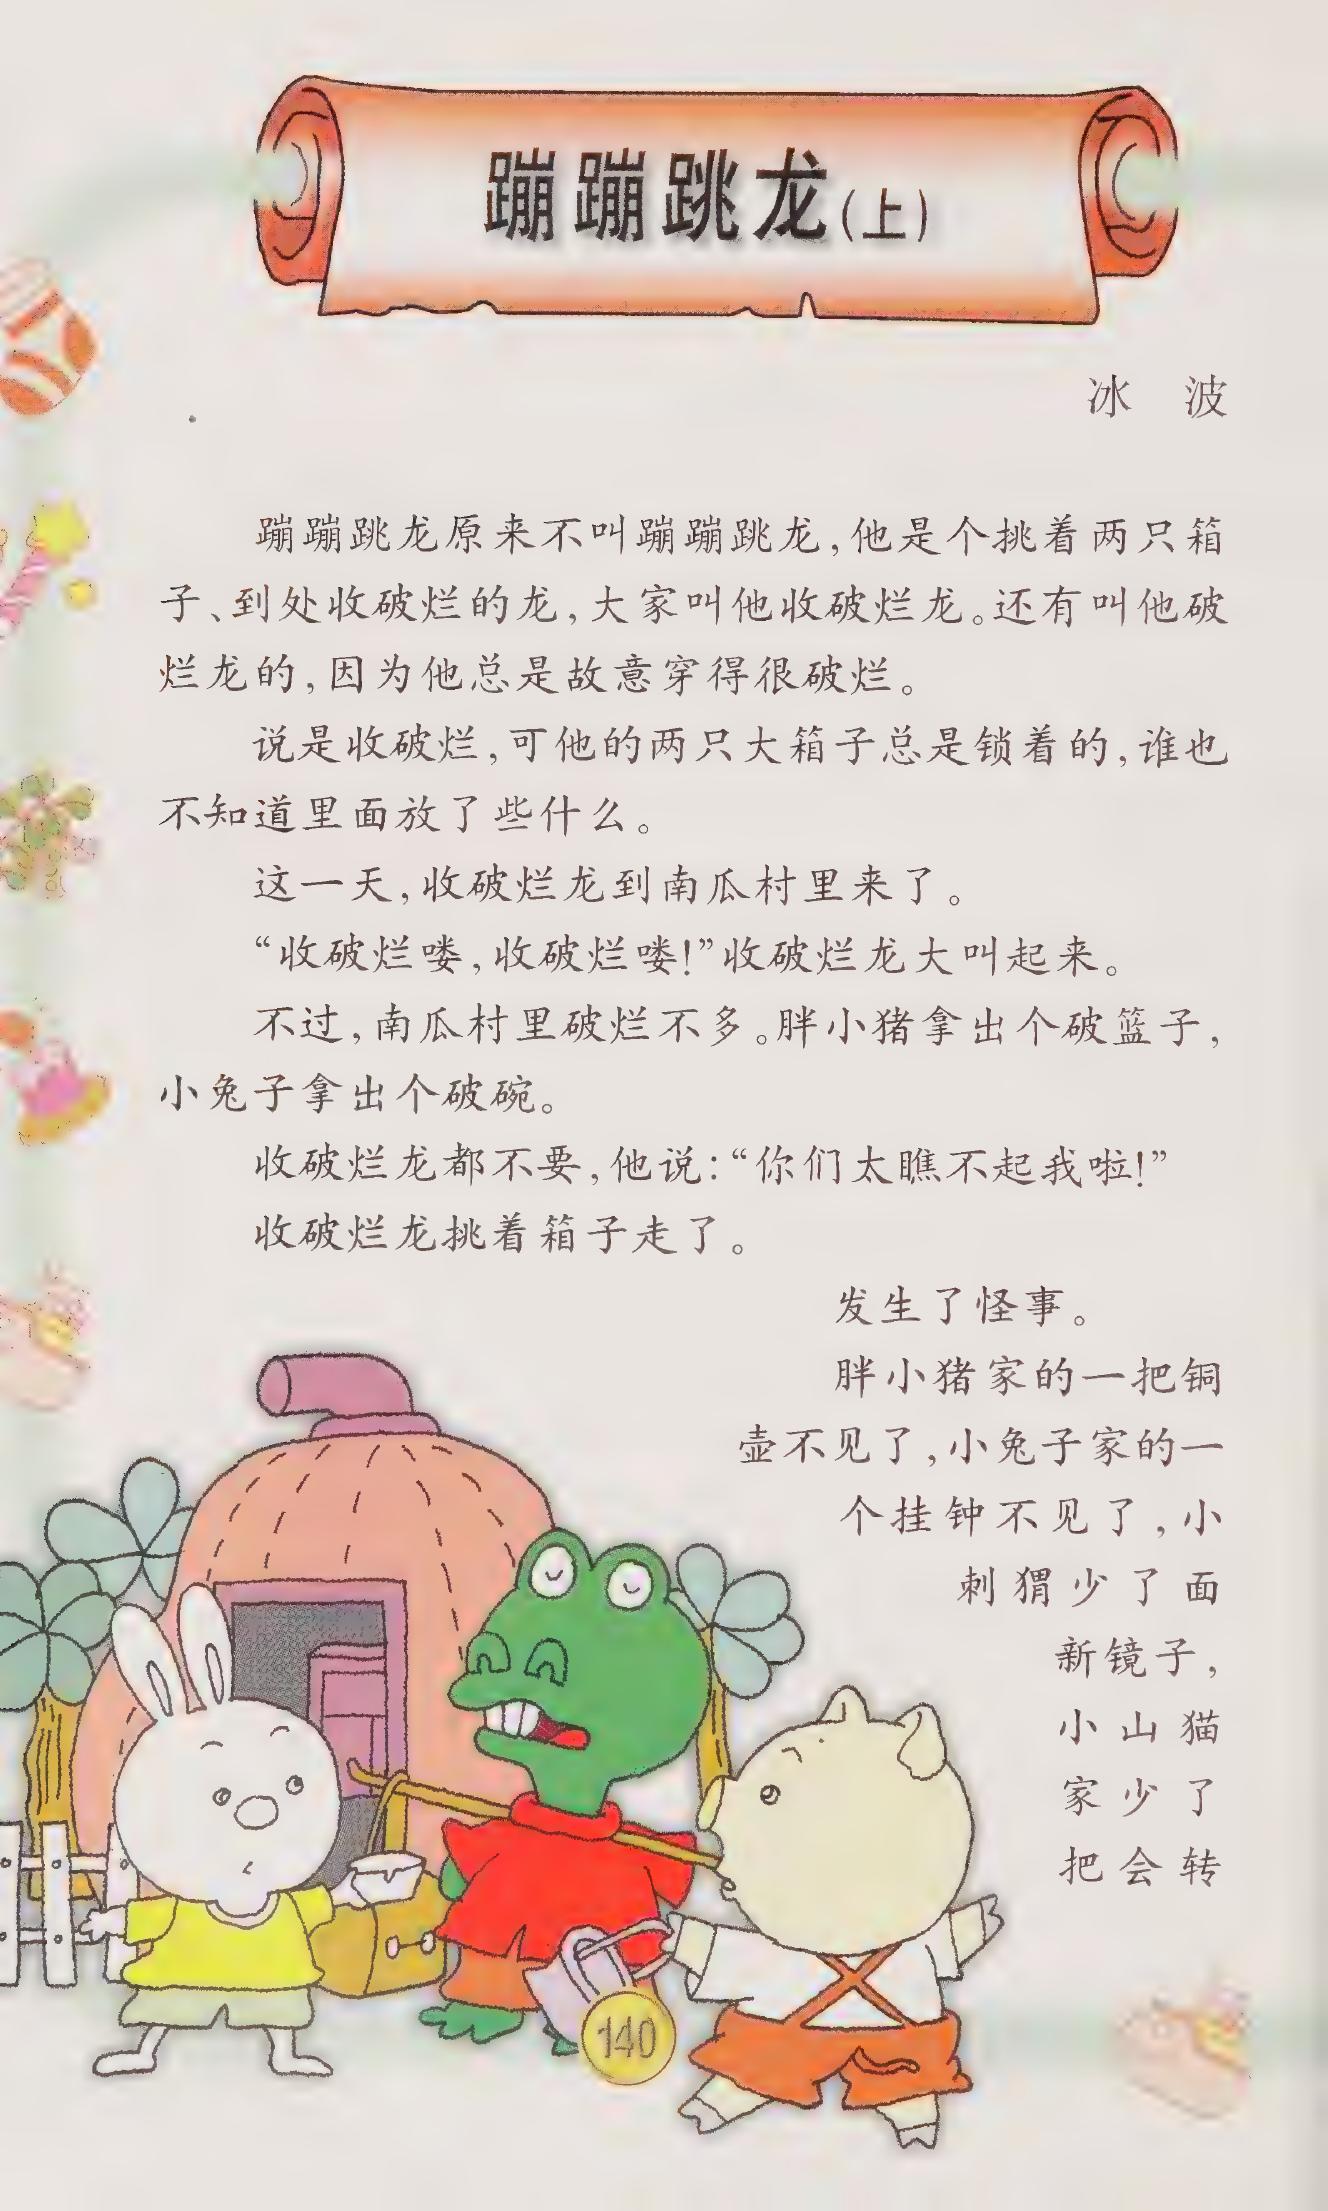 蹦蹦跳龙(上)
冰 波
蹦蹦跳龙原来不叫蹦蹦跳龙,他是个挑着两只箱
子、到处收破烂的龙,大家叫他收破烂龙。还有叫他破
烂龙的,因为他总是故意穿得很破烂。
说是收破烂,可他的两只大箱子总是锁着的,谁也
不知道里面放了些什么。
这一天,收破烂龙到南瓜村里来了。
“收破烂喽,收破烂喽!”收破烂龙大叫起来。
不过,南瓜村里破烂不多。胖小猪拿出个破篮子,
小兔子拿出个破碗。
收破烂龙都不要,他说:“你们太瞧不起我啦!”
收破烂龙挑着箱子走了。
发生了怪事。
胖小猪家的一把铜
壶不见了,小兔子家的一
个挂钟不见了,小
刺猬少了面
新镜子,
小山猫
家少了
把会转
140